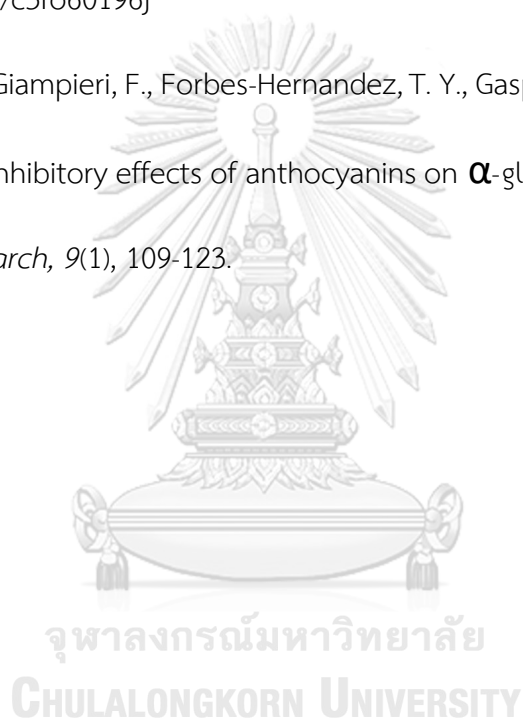 /c5fo60196j
Giampieri, F., Forbes-Hernandez, T. Y., Gasp
nhibitory effects of anthocyanins on α-gl
arch, 9(1), 109-123.
จุฬาลงกรณ์มหาวิทยาลัย
CHULALONGKORN UNIVERSITY